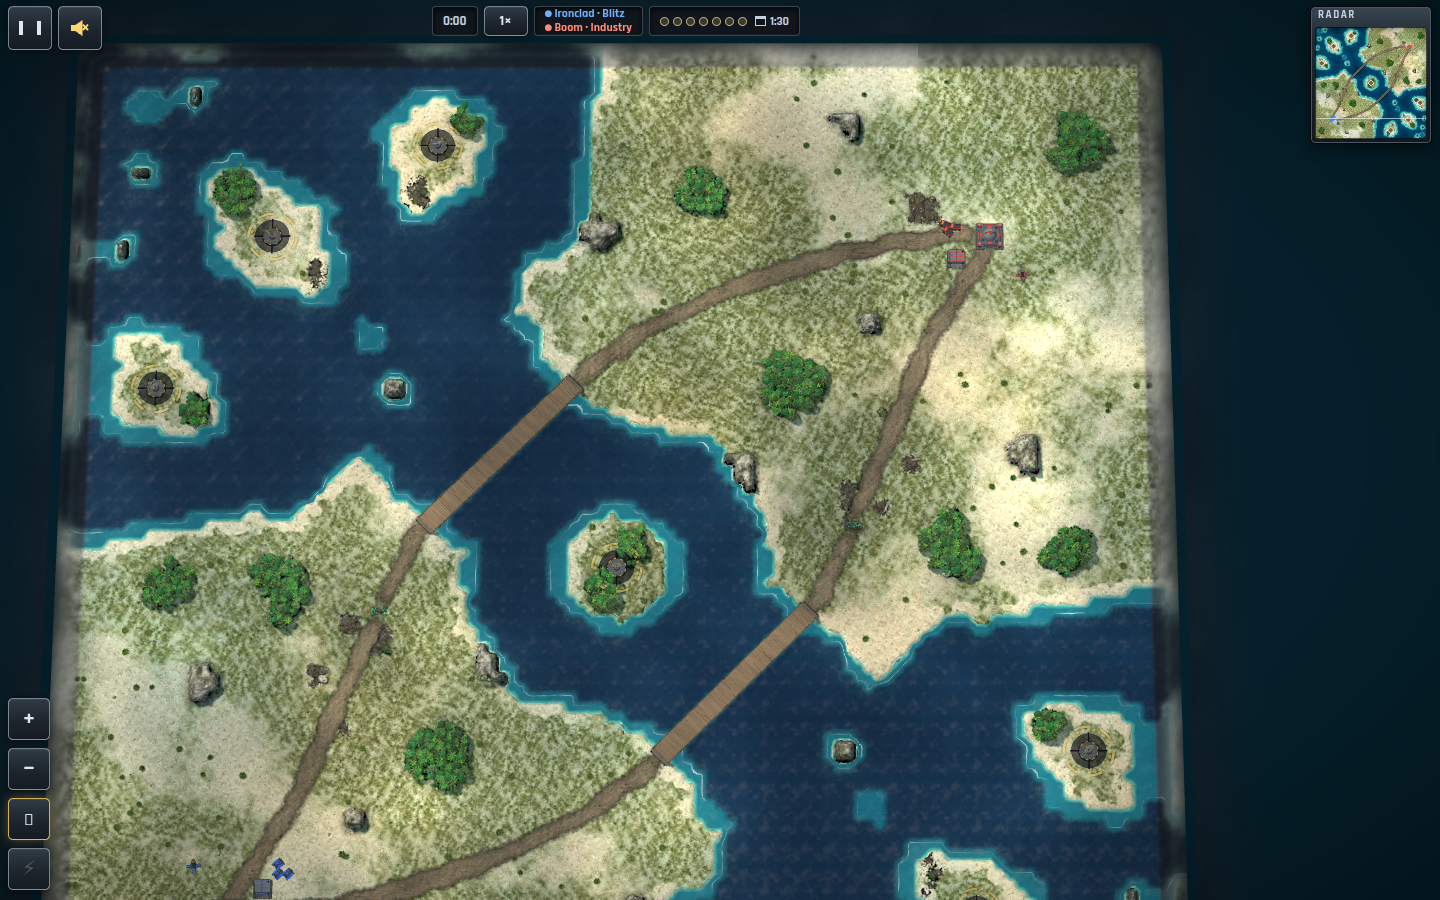 0:00
1×
Ironclad · Blitz
Boom · Industry
1:30
RADAR
+
−